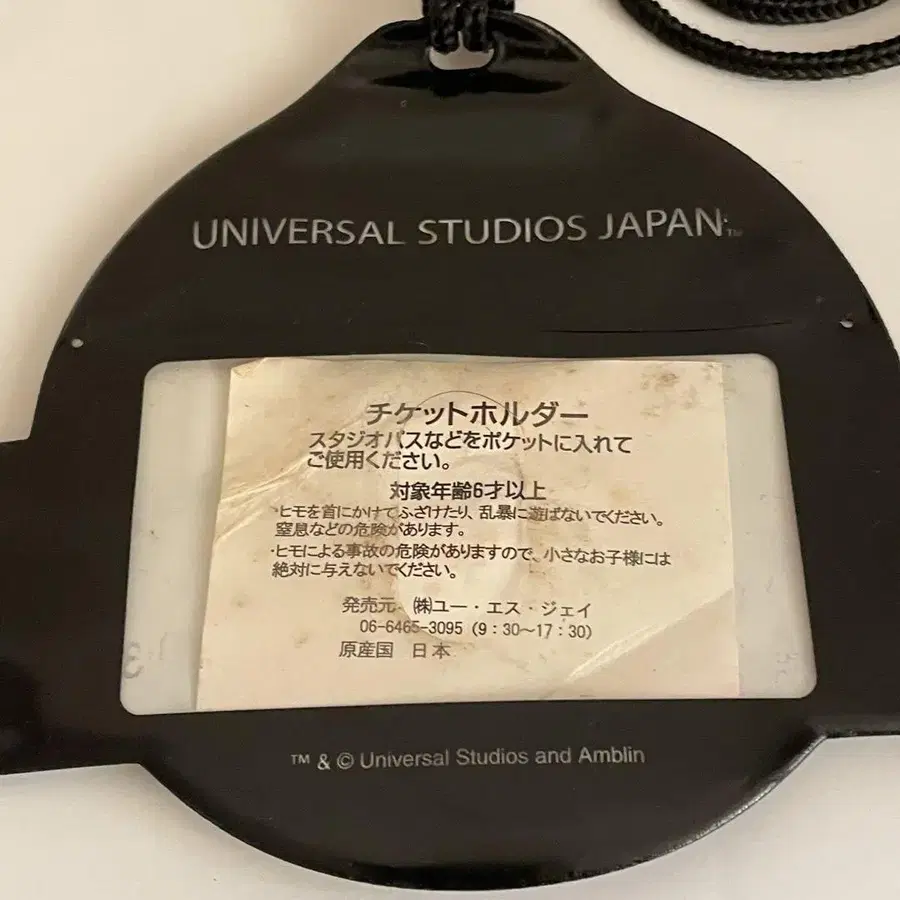 UNIVERSAL STUDIOS JAPAN™
チケットホルダー
スタジオパスなどをポケットに入れて
ご使用ください。
対象年齢6才以上
・ヒモを首にかけてふざけたり、乱暴に遊ばないでください。
窒息などの危険があります。
・ヒモによる事故の危険がありますので、小さなお子様には
絶対に与えないでください。
発売元 ㈱ユー・エス・ジェイ
06-6465-3095 (9:30～17:30)
原産国 日本
™ & © Universal Studios and Amblin